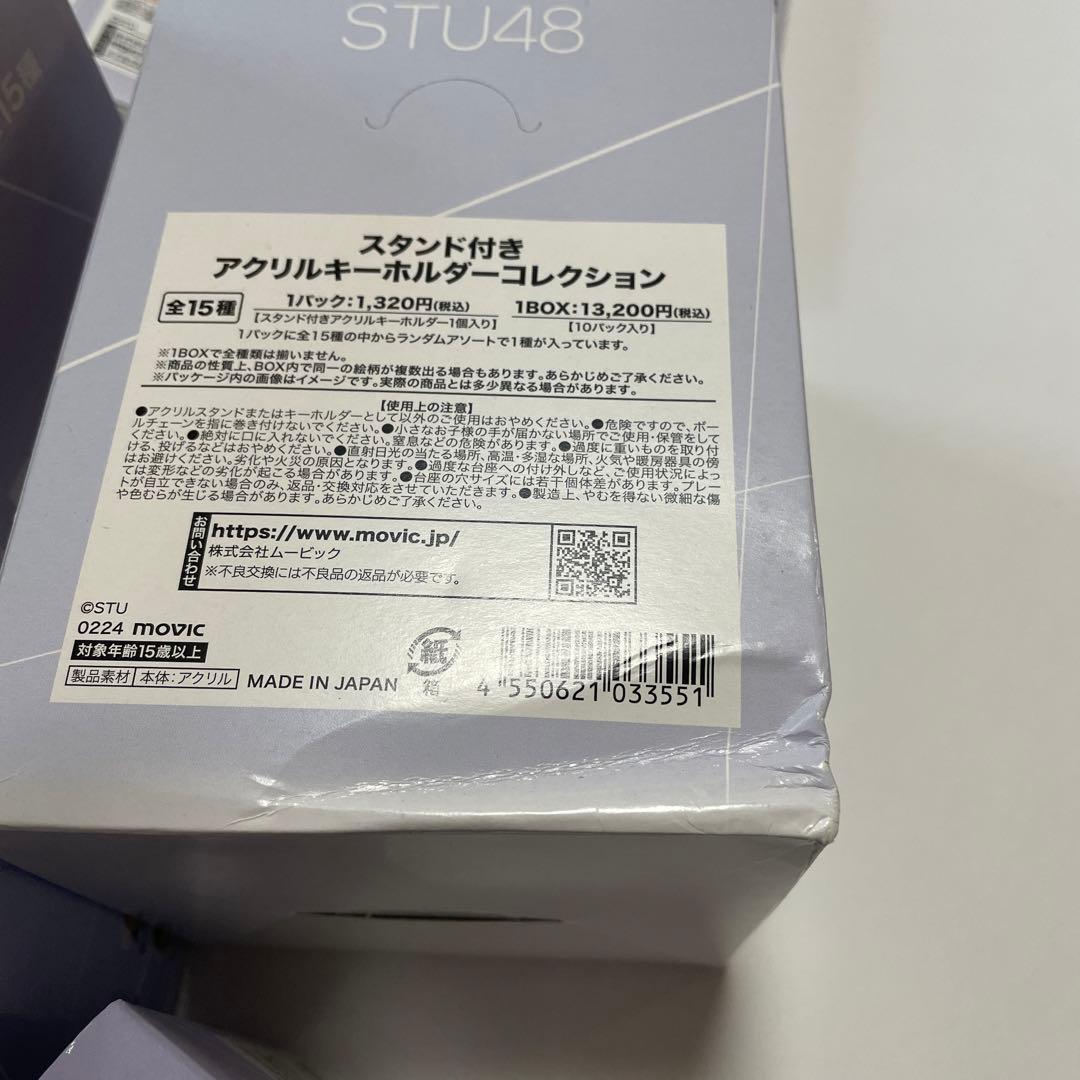 STU48
15種
スタンド付き
アクリルキーホルダーコレクション
全15種
1パック:1,320円(税込)
【スタンド付きアクリルキーホルダー1個入り】
1BOX:13,200円(税込)
【10パック入り】
1パックに全15種の中からランダムアソートで1種が入っています。
※1BOXで全種類は揃いません。
※商品の性質上、BOX内で同一の絵柄が複数出る場合もあります。あらかじめご了承ください。
※パッケージ内の画像はイメージです。実際の商品とは多少異なる場合があります。
【使用上の注意】
●アクリルスタンドまたはキーホルダーとして以外のご使用はおやめください。●危険ですので、ボー
ルチェーンを指に巻き付けないでください。●小さなお子様の手が届かない場所でご使用・保管をして
ください。●絶対に口に入れないでください。窒息などの危険があります。●過度に重いものを取り付
ける、投げるなどはおやめください。●直射日光の当たる場所、高温・多湿な場所、火気や暖房器具の傍
はお避けください。劣化や火災の原因となります。●過度な台座への付け外しなど、ご使用状況によっ
ては変形などの劣化が起こる場合があります。●台座の穴サイズには若干個体差があります。プレー
トが自立できない場合のみ、返品・交換対応をさせていただきます。●製造上、やむを得ない微細な傷
や色むらが生じる場合があります。あらかじめご了承ください。
お問い合わせ
https://www.movic.jp/
株式会社ムービック
※不良交換には不良品の返品が必要です。
©STU
0224 movic
対象年齢15歳以上
製品素材 本体:アクリル
MADE IN JAPAN
紙
箱
4 550621 033551